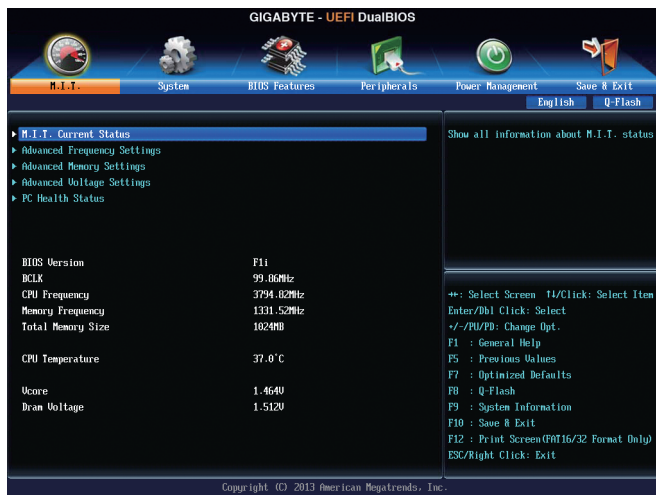 GIGABYTE - UEFI DualBIOS
M.I.T. System BIOS Features Peripherals Power Management Save & Exit
English Q-Flash
M.I.T. Current Status
Show all information about M.I.T. status
Advanced Frequency Settings
Advanced Memory Settings
Advanced Voltage Settings
PC Health Status
BIOS Version F1i
BCLK 99.86MHz
CPU Frequency 3794.82MHz
Memory Frequency 1331.52MHz
Total Memory Size 1024MB
CPU Temperature 37.0°C
Vcore 1.464V
Dram Voltage 1.512V
→←: Select Screen ↑↓/Click: Select Item
Enter/Dbl Click: Select
+/-/PU/PD: Change Opt.
F1 : General Help
F5 : Previous Values
F7 : Optimized Defaults
F8 : Q-Flash
F9 : System Information
F10 : Save & Exit
F12 : Print Screen(FAT16/32 Format Only)
ESC/Right Click: Exit
Copyright (C) 2013 American Megatrends, Inc.